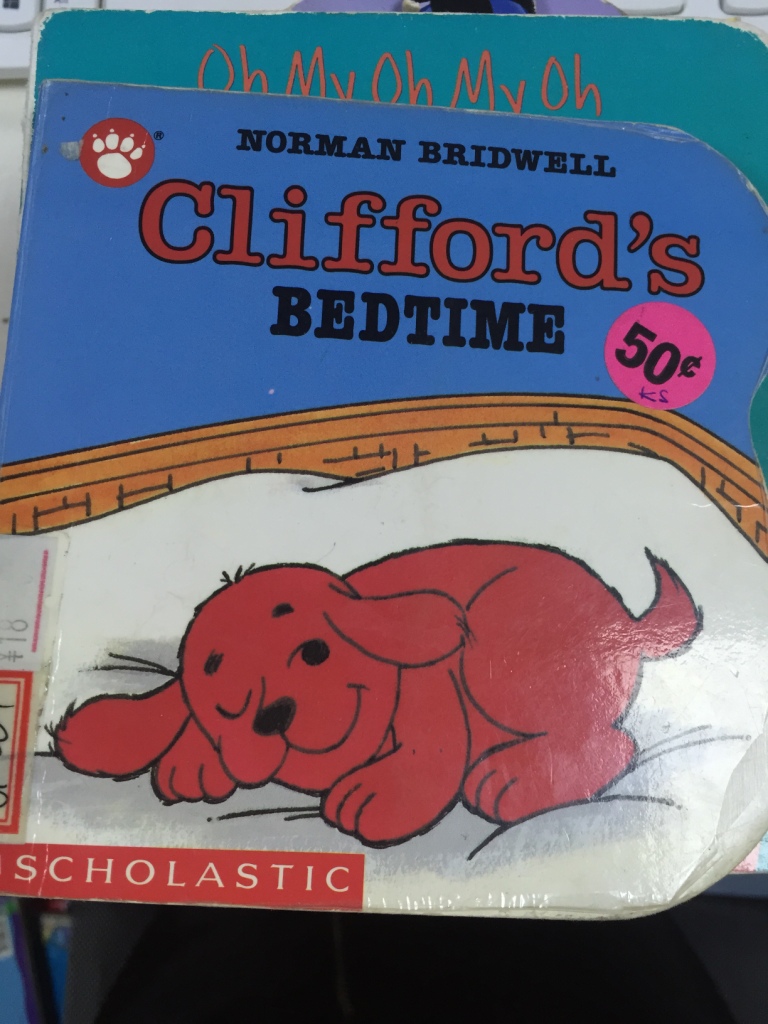 Oh My Oh My Oh
®
NORMAN BRIDWELL
Clifford's
BEDTIME
50¢
KS
SCHOLASTIC